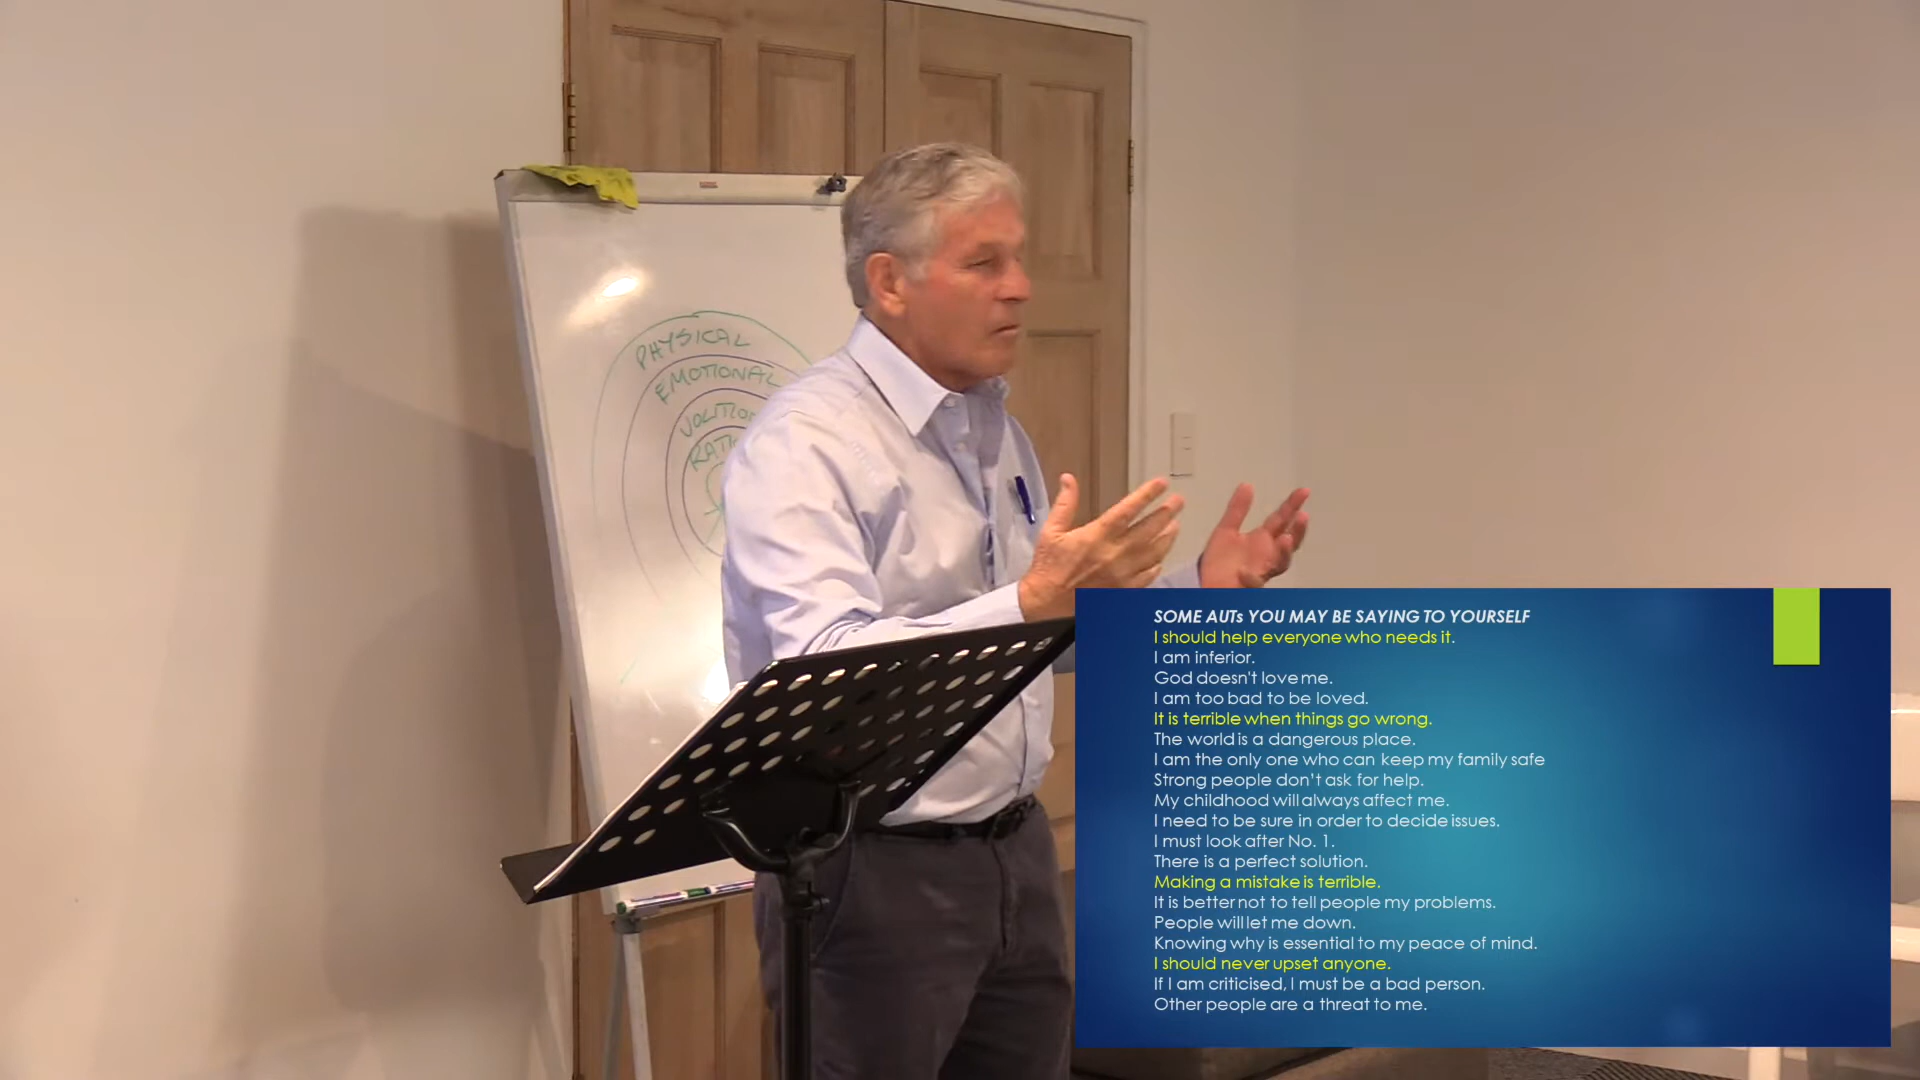 PHYSICAL
EMOTIONAL
SOME AUTs YOU MAY BE SAYING TO YOURSELF
I should help everyone who needs it.
I am inferior.
God doesn't love me.
I am too bad to be loved.
It is terrible when things go wrong.
The world is a dangerous place.
I am the only one who can keep my family safe
Strong people don't ask for help.
My childhood will always affect me.
I need to be sure in order to decide issues.
I must look after No. 1.
There is a perfect solution.
Making a mistake is terrible.
It is better not to tell people my problems.
People will let me down.
Knowing why is essential to my peace of mind.
I should never upset anyone.
If I am criticised, I must be a bad person.
Other people are a threat to me.